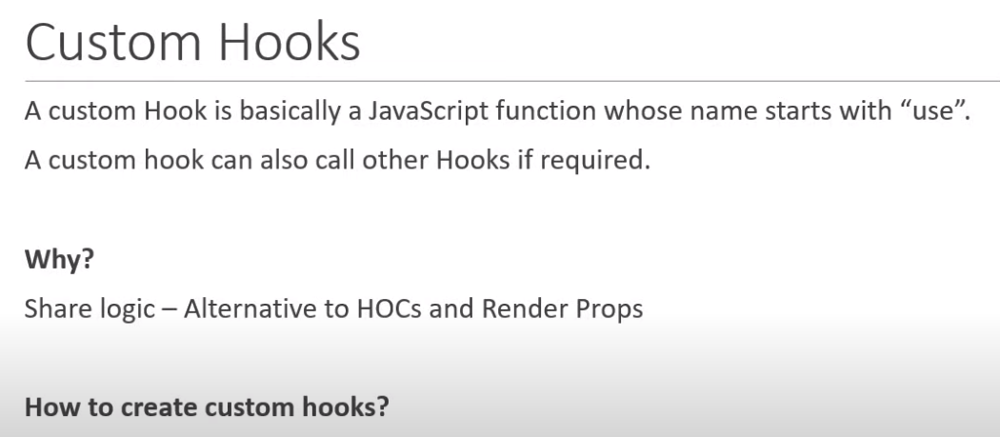 Custom Hooks
A custom Hook is basically a JavaScript function whose name starts with “use”.
A custom hook can also call other Hooks if required.
Why?
Share logic – Alternative to HOCs and Render Props
How to create custom hooks?